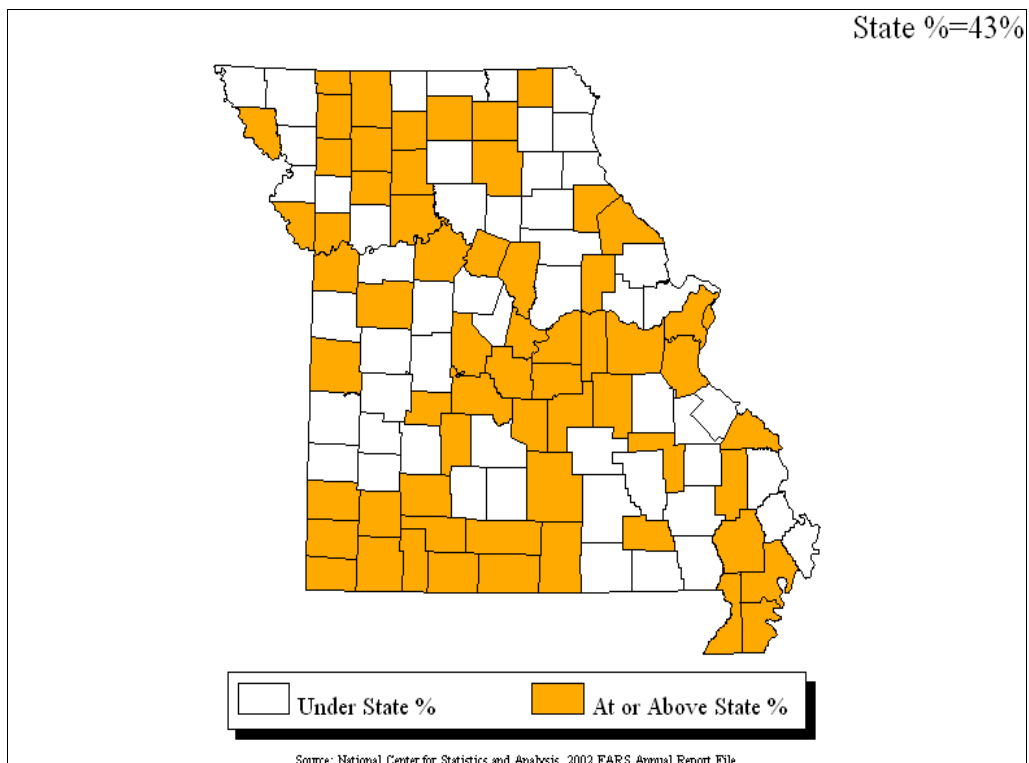 State %=43%
Under State %
At or Above State %
Source: National Center for Statistics and Analysis, 2002 FARS Annual Report File